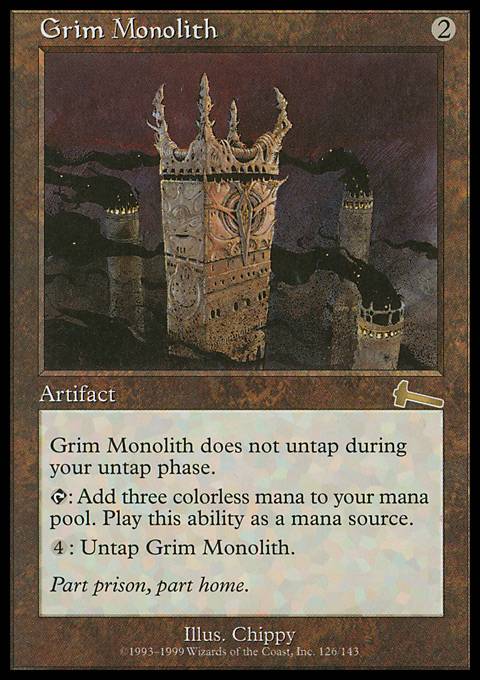 Grim Monolith 2
Artifact
Grim Monolith does not untap during
your untap phase.
: Add three colorless mana to your mana
pool. Play this ability as a mana source.
4: Untap Grim Monolith.
Part prison, part home.
Illus. Chippy
©1993–1999 Wizards of the Coast, Inc. 126/143